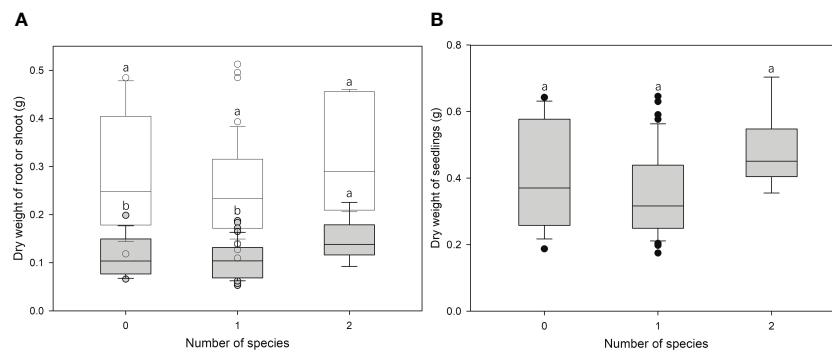 A
Dry weight of root or shoot (g)
0.5
0.4
0.3
0.2
0.1
0.0
a
a
a
b
b
a
0
1
2
Number of species
B
Dry weight of seedlings (g)
0.8
0.6
0.4
0.2
0.0
a
a
a
0
1
2
Number of species